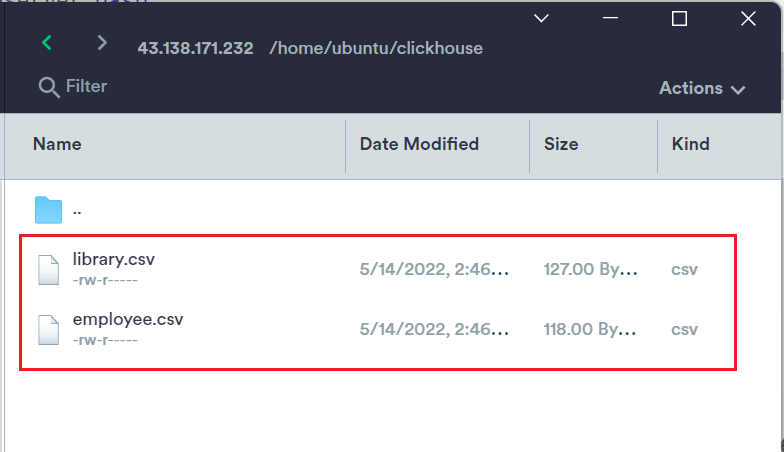 43.138.171.232 /home/ubuntu/clickhouse
Filter
Actions
Name Date Modified Size Kind
..
library.csv 5/14/2022, 2:46... 127.00 By... csv
-rw-r-----
employee.csv 5/14/2022, 2:46... 118.00 By... csv
-rw-r-----